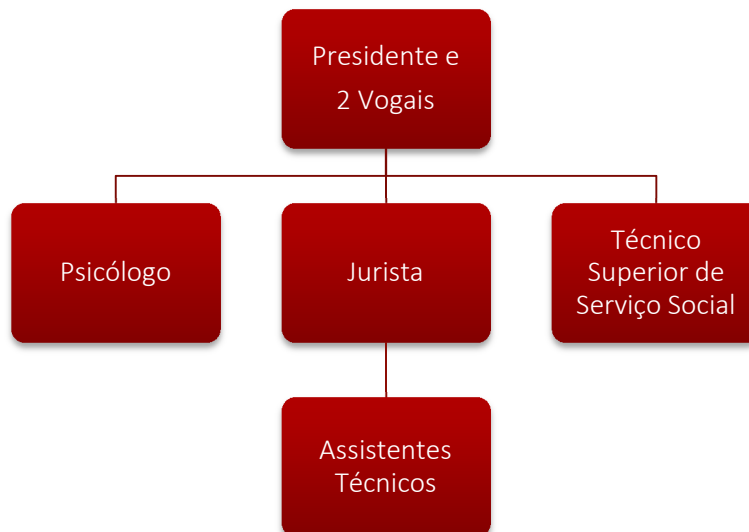 Presidente e
2 Vogais
Psicólogo
Jurista
Técnico
Superior de
Serviço Social
Assistentes
Técnicos